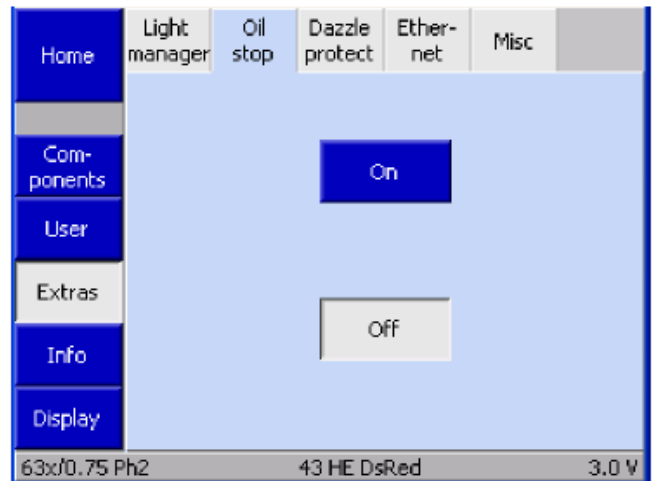 Home
Light
manager
Oil
stop
Dazzle
protect
Ether-
net
Misc
Com-
ponents
On
User
Extras
Off
Info
Display
63x/0.75 Ph2 43 HE DsRed 3.0 V